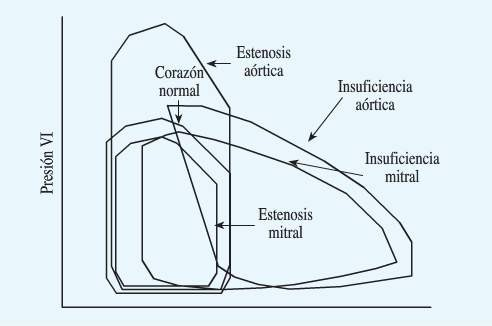 Estenosis
aórtica
Corazón
normal
Insuficiencia
aórtica
Insuficiencia
mitral
Estenosis
mitral
Presión VI